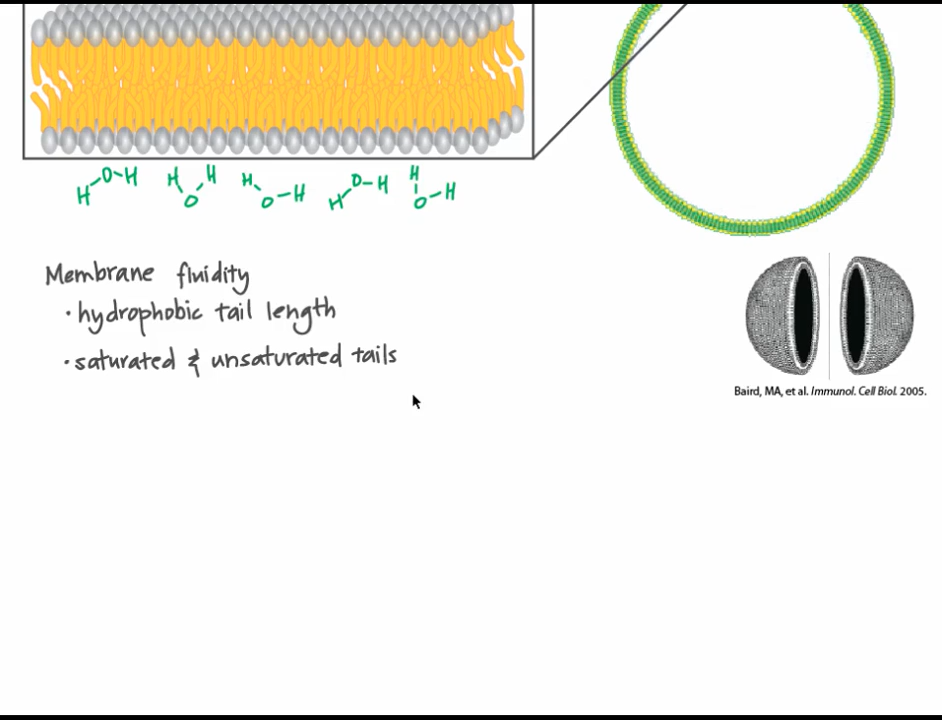 H-O-H H O H H O-H H O-H H O-H
Membrane fluidity
· hydrophobic tail length
· saturated & unsaturated tails
Baird, MA, et al. Immunol. Cell Biol. 2005.